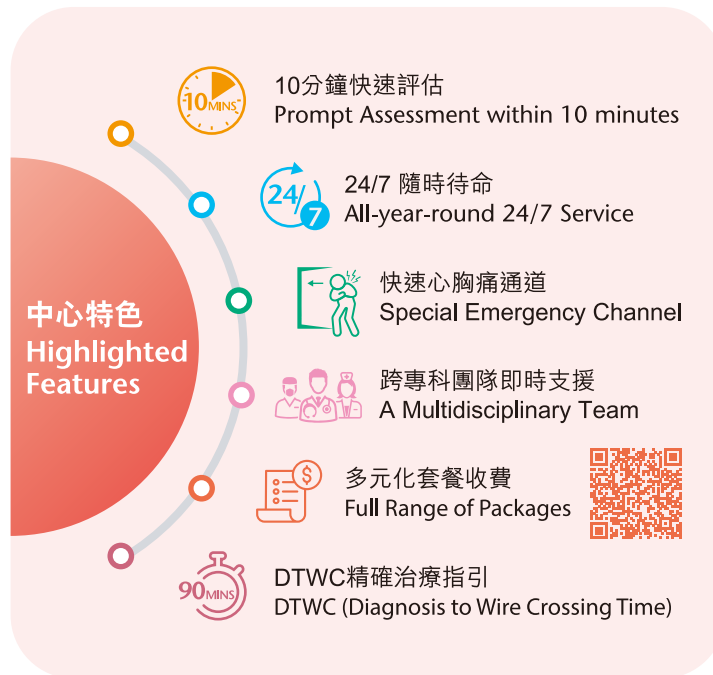 10MINS
10分鐘快速評估
Prompt Assessment within 10 minutes
24/7
24/7 隨時待命
All-year-round 24/7 Service
快速心胸痛通道
Special Emergency Channel
中心特色
Highlighted
Features
跨專科團隊即時支援
A Multidisciplinary Team
$
多元化套餐收費
Full Range of Packages
90MINS
DTWC精確治療指引
DTWC (Diagnosis to Wire Crossing Time)